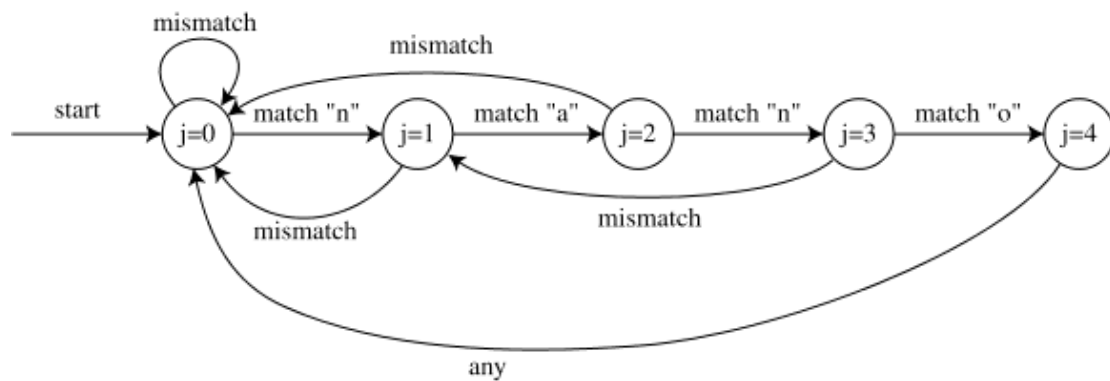 mismatch
mismatch
start
match "n"
match "a"
match "n"
match "o"
j=0
j=1
j=2
j=3
j=4
mismatch
mismatch
any